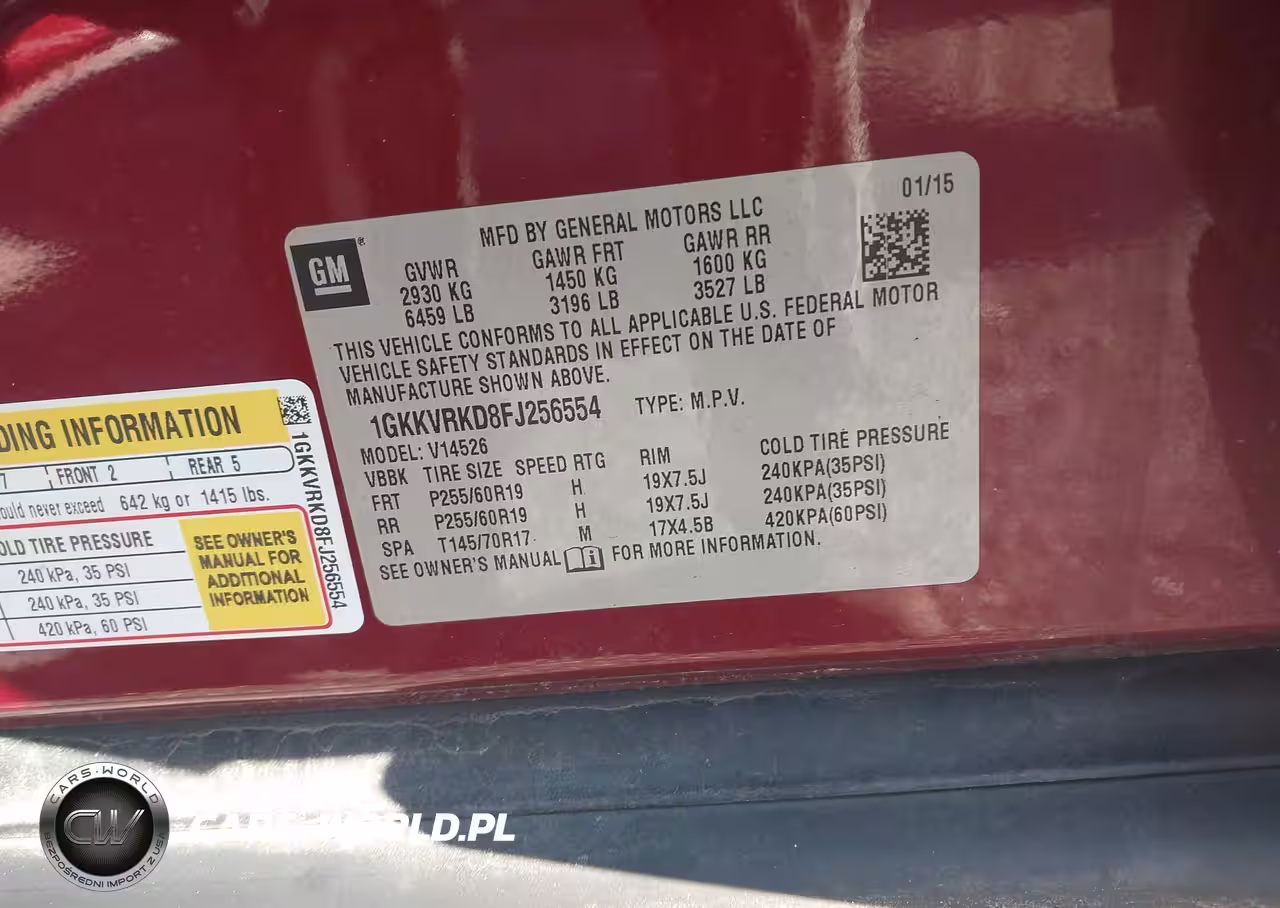 01/15
MFD BY GENERAL MOTORS LLC
GM®
GVWR GAWR FRT GAWR RR
2930 KG 1450 KG 1600 KG
6459 LB 3196 LB 3527 LB
THIS VEHICLE CONFORMS TO ALL APPLICABLE U.S. FEDERAL MOTOR
VEHICLE SAFETY STANDARDS IN EFFECT ON THE DATE OF
MANUFACTURE SHOWN ABOVE.
1GKKVRKD8FJ256554 TYPE: M.P.V.
MODEL: V14526
VBBK TIRE SIZE SPEED RTG RIM COLD TIRE PRESSURE
FRT P255/60R19 H 19X7.5J 240KPA(35PSI)
RR P255/60R19 H 19X7.5J 240KPA(35PSI)
SPA T145/70R17 M 17X4.5B 420KPA(60PSI)
SEE OWNER'S MANUAL i FOR MORE INFORMATION.
DING INFORMATION
7 FRONT 2 REAR 5
ould never exceed 642 kg or 1415 lbs.
OLD TIRE PRESSURE
240 kPa, 35 PSI
240 kPa, 35 PSI
420 kPa, 60 PSI
SEE OWNER'S
MANUAL FOR
ADDITIONAL
INFORMATION
1GKKVRKD8FJ256554
CARS-WORLD
CW
BEZPOŚREDNI IMPORT Z USA
CARS-WORLD.PL